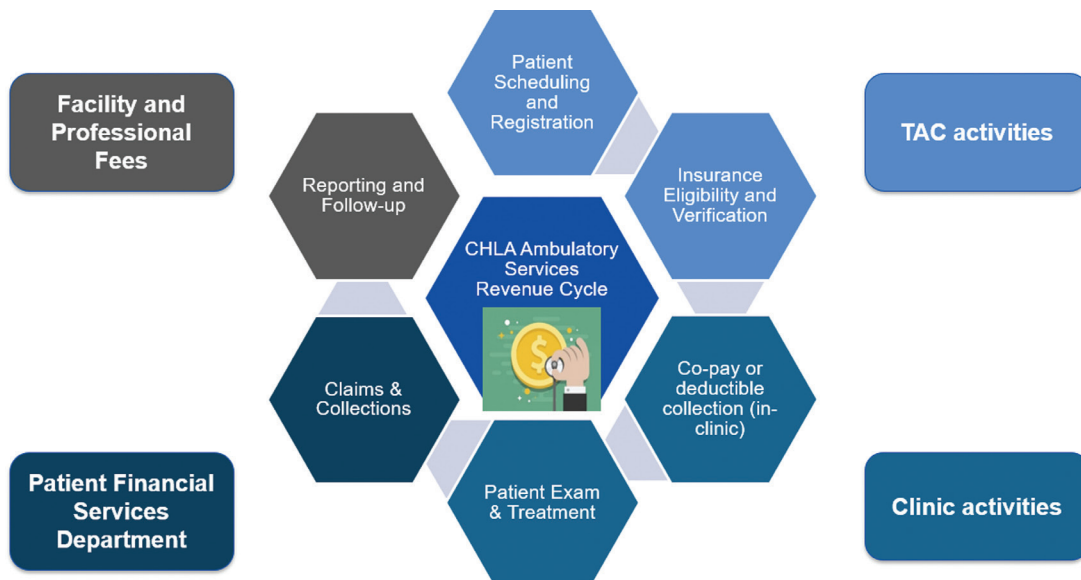 Patient
Scheduling
and
Registration
Facility and
Professional
Fees
TAC activities
Reporting and
Follow-up
Insurance
Eligibility and
Verification
CHLA Ambulatory
Services
Revenue Cycle
$
Claims &
Collections
Co-pay or
deductible
collection (in-
clinic)
Patient Exam
& Treatment
Patient Financial
Services
Department
Clinic activities